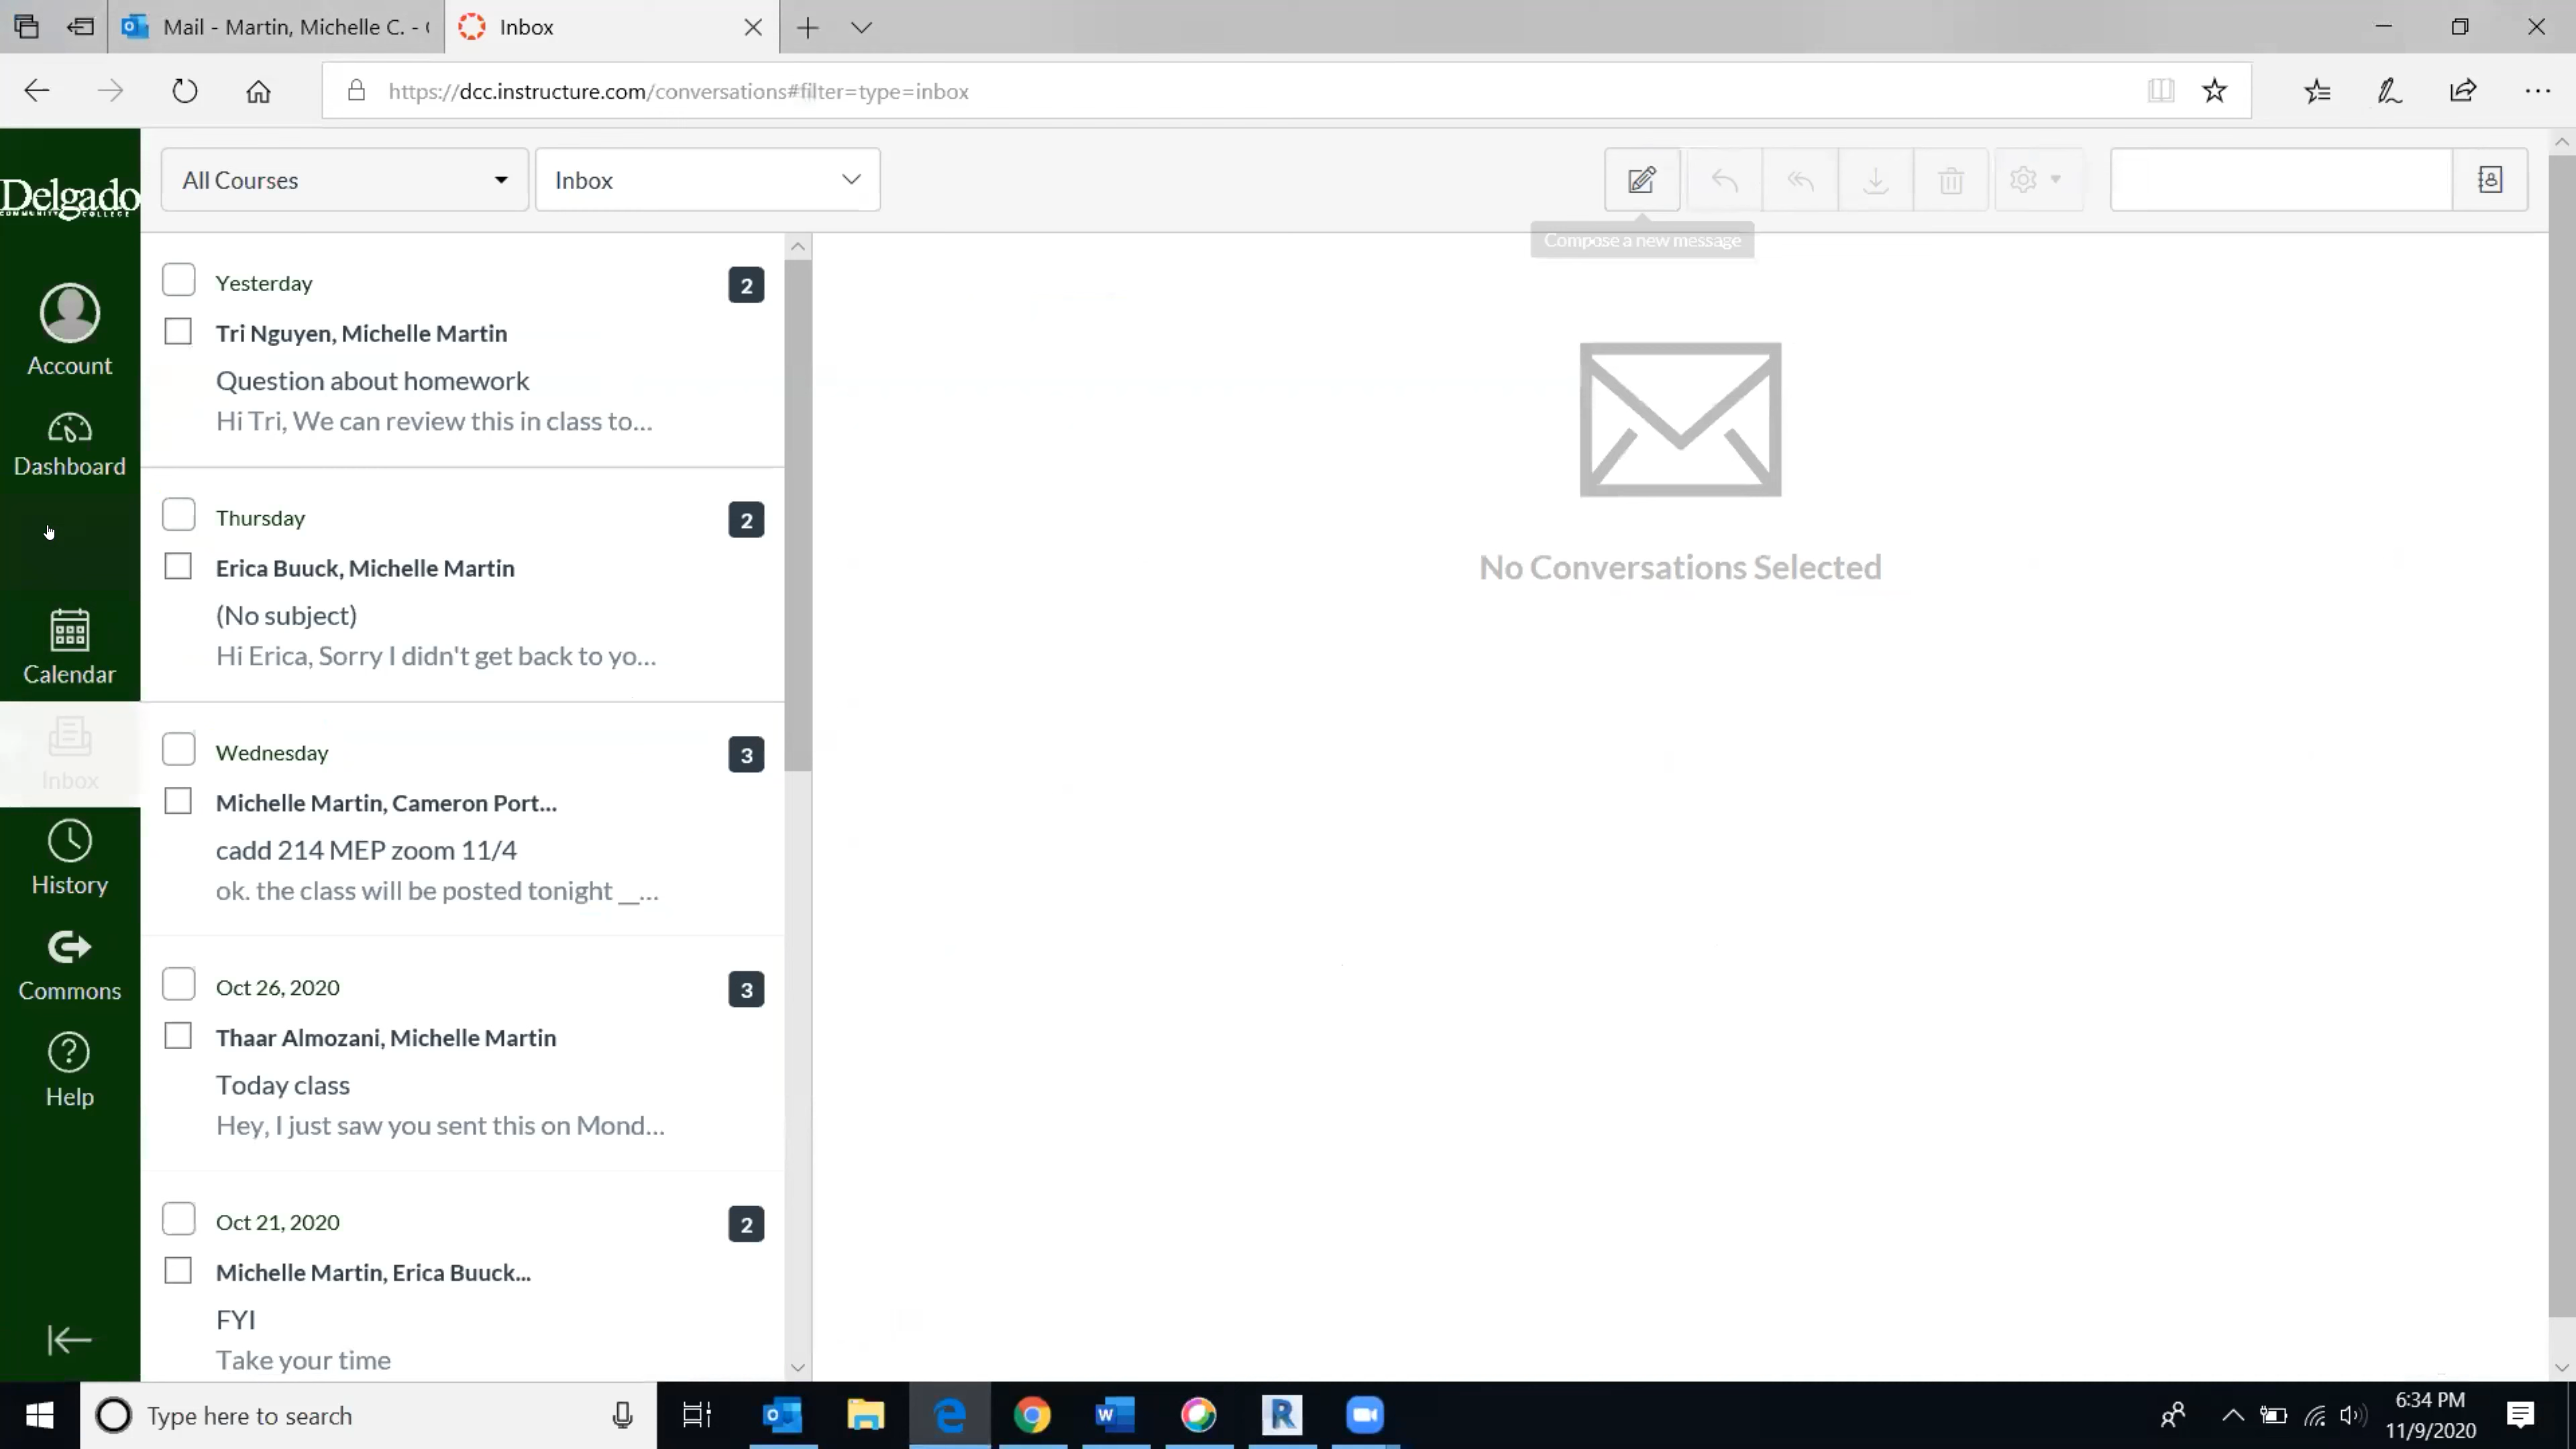 Mail - Martin, Michelle C. - (
Inbox
https://dcc.instructure.com/conversations#filter=type=inbox
Delgado
COMMUNITY COLLEGE
All Courses
Inbox
Compose a new message
Account
Dashboard
Calendar
Inbox
History
Commons
Help
Yesterday
2
Tri Nguyen, Michelle Martin
Question about homework
Hi Tri, We can review this in class to...
Thursday
2
Erica Buuck, Michelle Martin
(No subject)
Hi Erica, Sorry I didn't get back to yo...
Wednesday
3
Michelle Martin, Cameron Port...
cadd 214 MEP zoom 11/4
ok. the class will be posted tonight __...
Oct 26, 2020
3
Thaar Almozani, Michelle Martin
Today class
Hey, I just saw you sent this on Mond...
Oct 21, 2020
2
Michelle Martin, Erica Buuck...
FYI
Take your time
No Conversations Selected
Type here to search
6:34 PM
11/9/2020